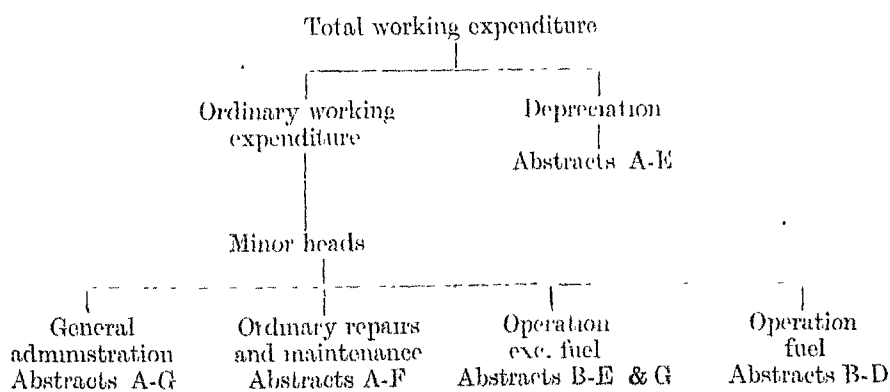 Total working expenditure
Ordinary working
expenditure
Depreciation
Abstracts A-E
Minor heads
General
administration
Abstracts A-G
Ordinary repairs
and maintenance
Abstracts A-F
Operation
exc. fuel
Abstracts B-E & G
Operation
fuel
Abstracts B-D